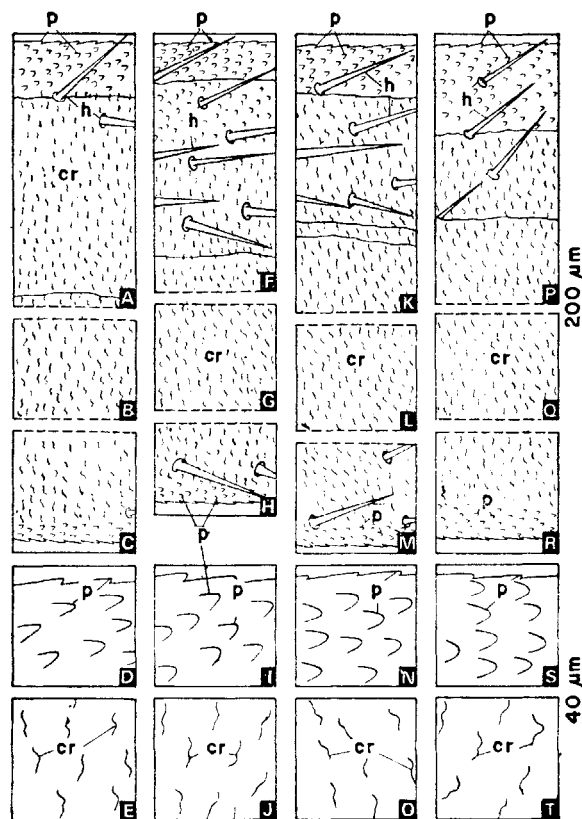 p p p p
h h h h
cr
A F K P
200 µm
cr cr cr
B G L Q
p p
C H M R
p
p p p p
D I N S
40 µm
cr cr cr cr
E J O T